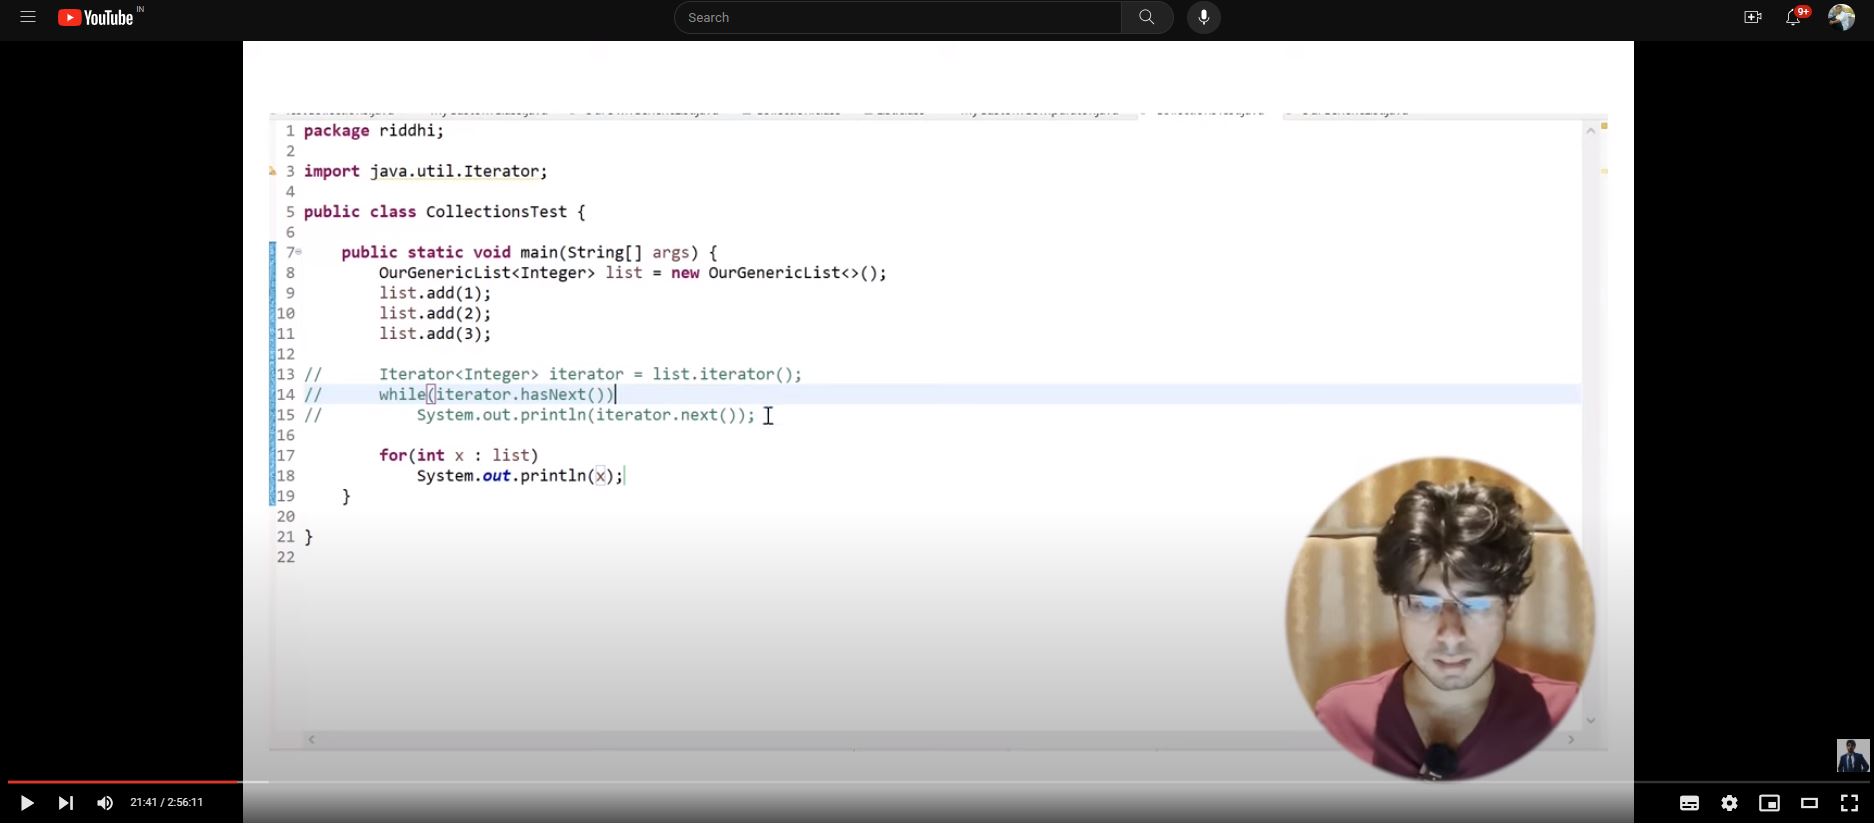 YouTube IN
Search
9+
1 package riddhi;
2
3 import java.util.Iterator;
4
5 public class CollectionsTest {
6
7 public static void main(String[] args) {
8 OurGenericList<Integer> list = new OurGenericList<>();
9 list.add(1);
10 list.add(2);
11 list.add(3);
12
13 // Iterator<Integer> iterator = list.iterator();
14 // while(iterator.hasNext())
15 // System.out.println(iterator.next());
16
17 for(int x : list)
18 System.out.println(x);
19 }
20
21 }
22
21:41 / 2:56:11